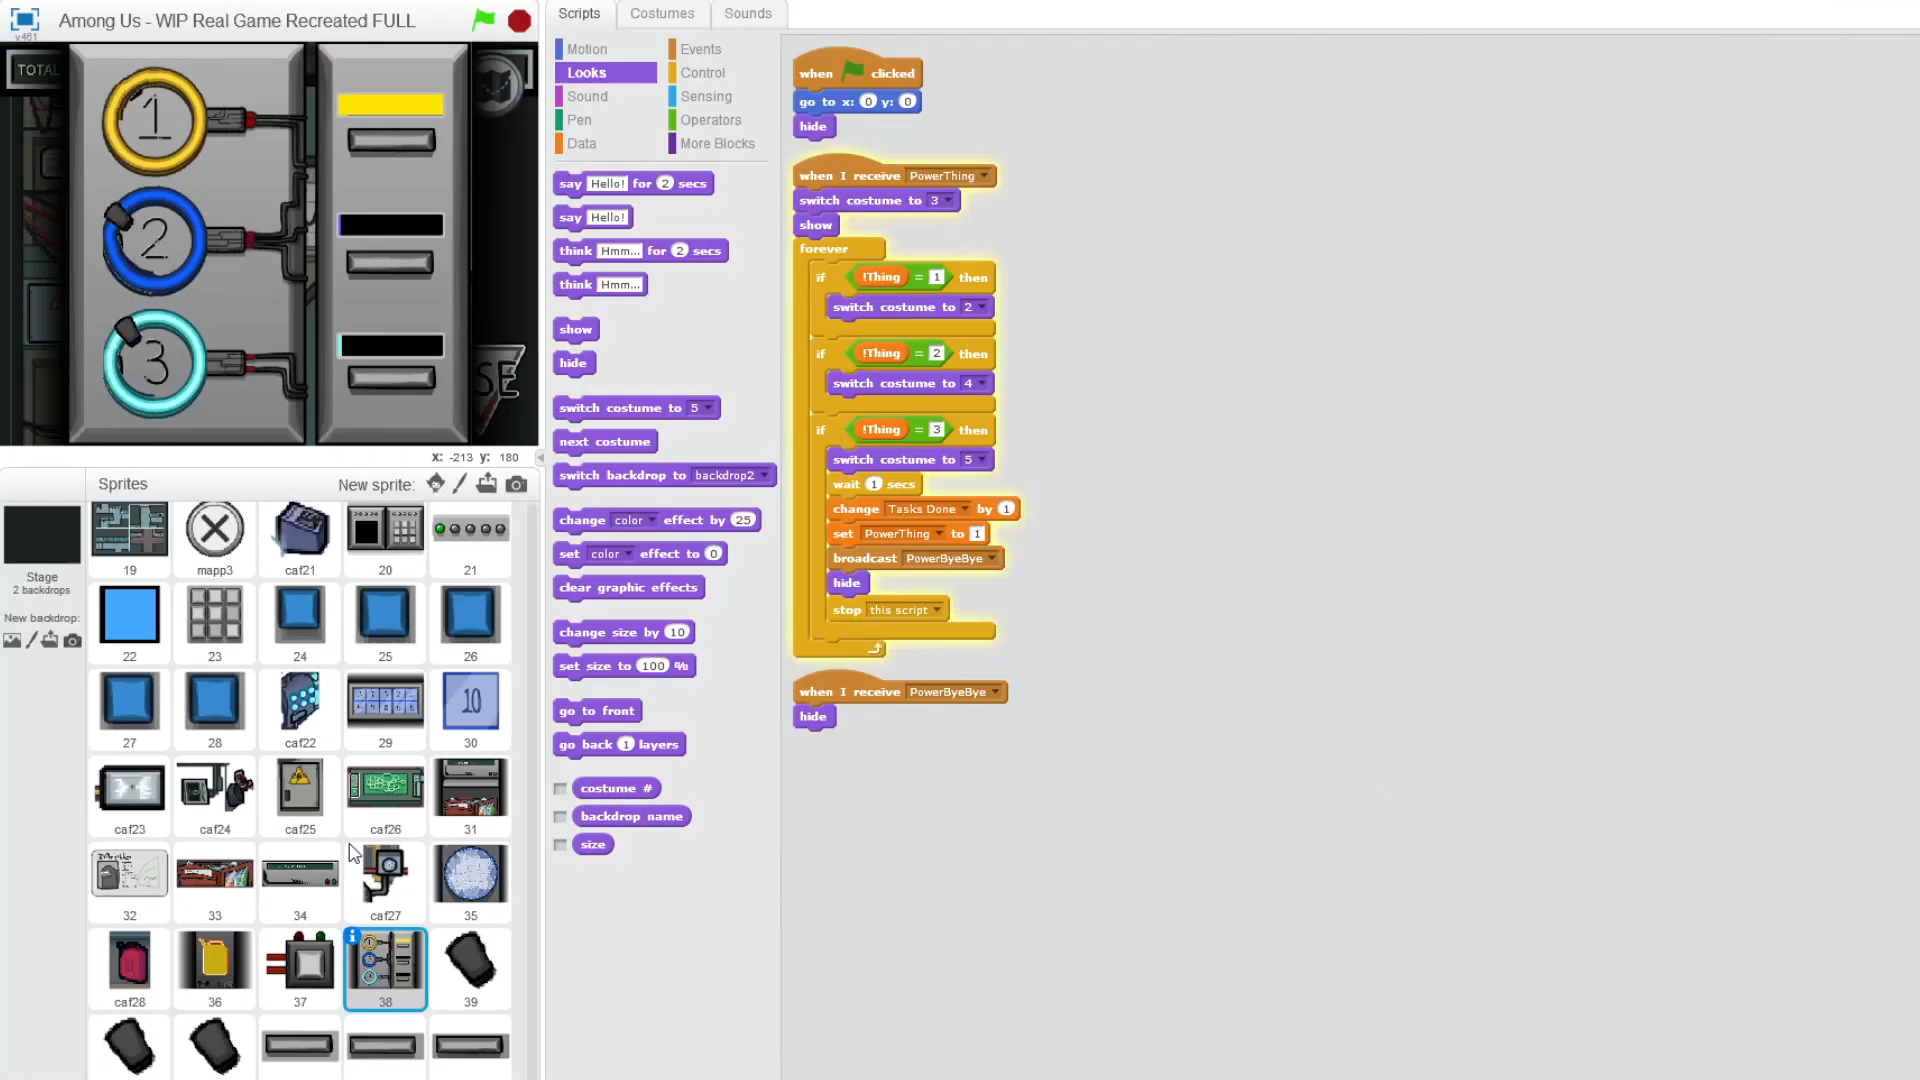 Among Us - WIP Real Game Recreated FULL
v461
TOTAL
1
2
3
SE
x: -213 y: 180
Sprites
New sprite:
Stage
2 backdrops
New backdrop:
19
mapp3
caf21
20
21
22
23
24
25
26
27
28
caf22
29
10
30
caf23
caf24
caf25
caf26
31
32
33
34
caf27
35
caf28
36
37
38
39
Scripts
Costumes
Sounds
Motion
Looks
Sound
Pen
Data
Events
Control
Sensing
Operators
More Blocks
say Hello! for 2 secs
say Hello!
think Hmm... for 2 secs
think Hmm...
show
hide
switch costume to 5
next costume
switch backdrop to backdrop2
change color effect by 25
set color effect to 0
clear graphic effects
change size by 10
set size to 100 %
go to front
go back 1 layers
costume #
backdrop name
size
when clicked
go to x: 0 y: 0
hide
when I receive PowerThing
switch costume to 3
show
forever
if !Thing = 1 then
switch costume to 2
if !Thing = 2 then
switch costume to 4
if !Thing = 3 then
switch costume to 5
wait 1 secs
change Tasks Done by 1
set PowerThing to 1
broadcast PowerByeBye
hide
stop this script
when I receive PowerByeBye
hide